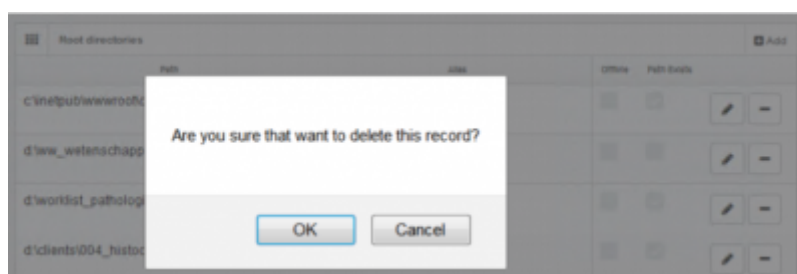 Root directories Add
Path Alias Offline Path Exists
c:\inetpub\wwwroot\c
Are you sure that want to delete this record?
d:\ww_wetenschapp
d:\worklist_pathologi
OK Cancel
d:\clients\004_histoc